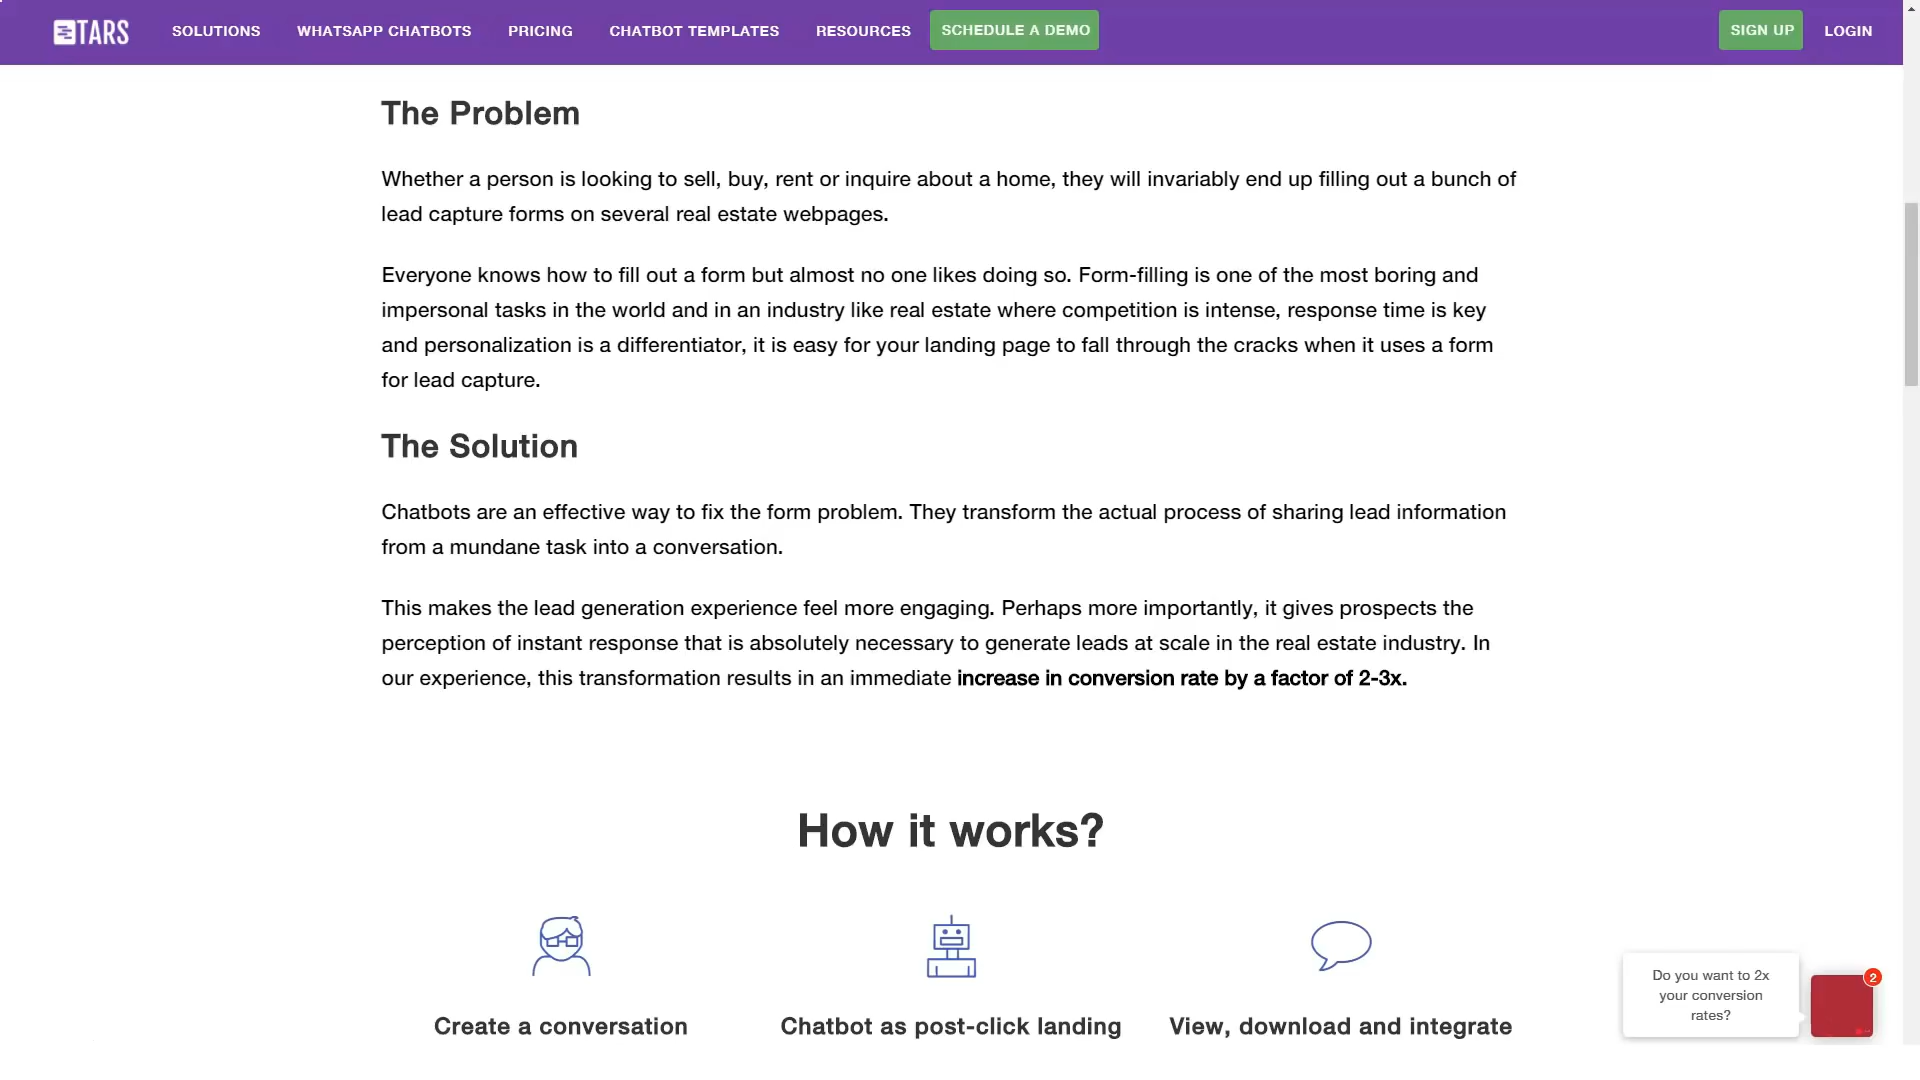 TARS SOLUTIONS WHATSAPP CHATBOTS PRICING CHATBOT TEMPLATES RESOURCES SCHEDULE A DEMO SIGN UP LOGIN
The Problem
Whether a person is looking to sell, buy, rent or inquire about a home, they will invariably end up filling out a bunch of
lead capture forms on several real estate webpages.
Everyone knows how to fill out a form but almost no one likes doing so. Form-filling is one of the most boring and
impersonal tasks in the world and in an industry like real estate where competition is intense, response time is key
and personalization is a differentiator, it is easy for your landing page to fall through the cracks when it uses a form
for lead capture.
The Solution
Chatbots are an effective way to fix the form problem. They transform the actual process of sharing lead information
from a mundane task into a conversation.
This makes the lead generation experience feel more engaging. Perhaps more importantly, it gives prospects the
perception of instant response that is absolutely necessary to generate leads at scale in the real estate industry. In
our experience, this transformation results in an immediate increase in conversion rate by a factor of 2-3x.
How it works?
Create a conversation
Chatbot as post-click landing
View, download and integrate
Do you want to 2x
your conversion
rates?
2